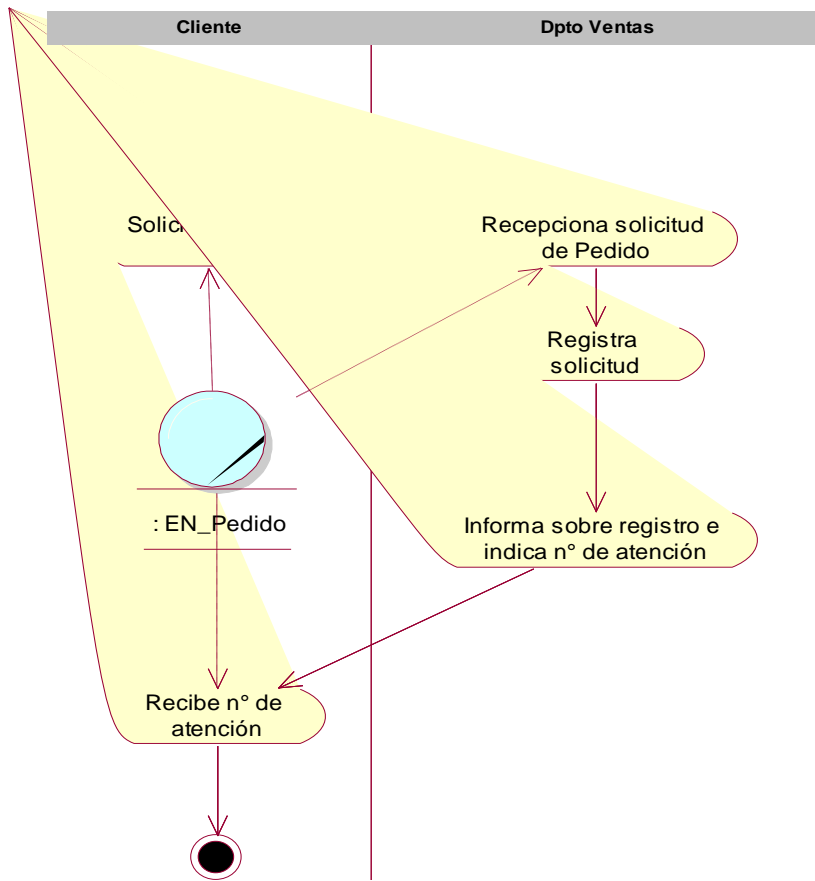 Cliente
Dpto Ventas
Recepciona solicitud
de Pedido
Registra
solicitud
: EN_Pedido
Informa sobre registro e
indica n° de atención
Recibe n° de
atención